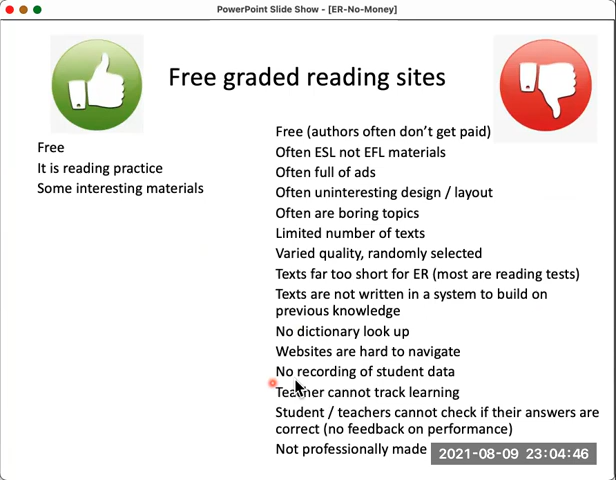 PowerPoint Slide Show - [ER-No-Money]
Free graded reading sites
Free
It is reading practice
Some interesting materials
Free (authors often don’t get paid)
Often ESL not EFL materials
Often full of ads
Often uninteresting design / layout
Often are boring topics
Limited number of texts
Varied quality, randomly selected
Texts far too short for ER (most are reading tests)
Texts are not written in a system to build on
previous knowledge
No dictionary look up
Websites are hard to navigate
No recording of student data
Teacher cannot track learning
Student / teachers cannot check if their answers are
correct (no feedback on performance)
Not professionally made
2021-08-09 23:04:46